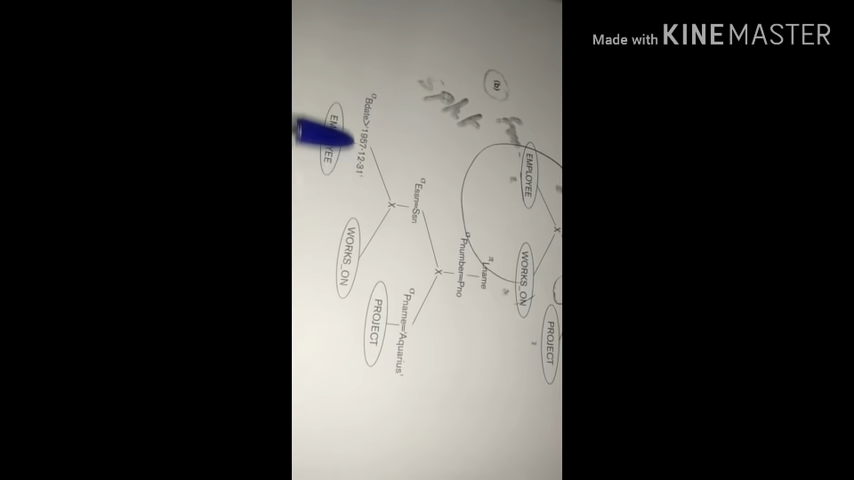 Made with KINEMASTER
EMPLOYEE
WORKS_ON
PROJECT
(b)
π Lname
σ Pnumber=Pno
X
σ Essn=Ssn
σ Pname='Aquarius'
X
PROJECT
σ Bdate>'1957-12-31'
WORKS_ON
X
split